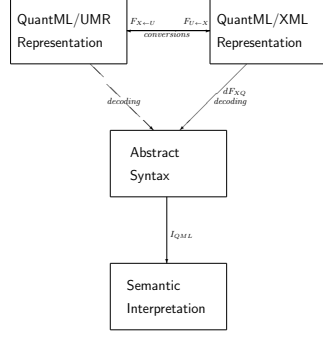 QuantML/UMR
Representation
F_{X←U}
F_{U←X}
conversions
QuantML/XML
Representation
decoding
dF_{XQ}
decoding
Abstract
Syntax
I_{QML}
Semantic
Interpretation